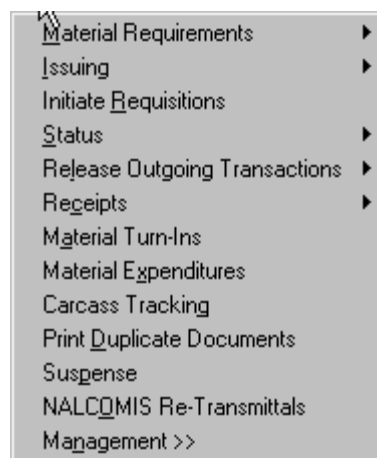 Material Requirements
Issuing
Initiate Requisitions
Status
Release Outgoing Transactions
Receipts
Material Turn-Ins
Material Expenditures
Carcass Tracking
Print Duplicate Documents
Suspense
NALCOMIS Re-Transmittals
Management >>